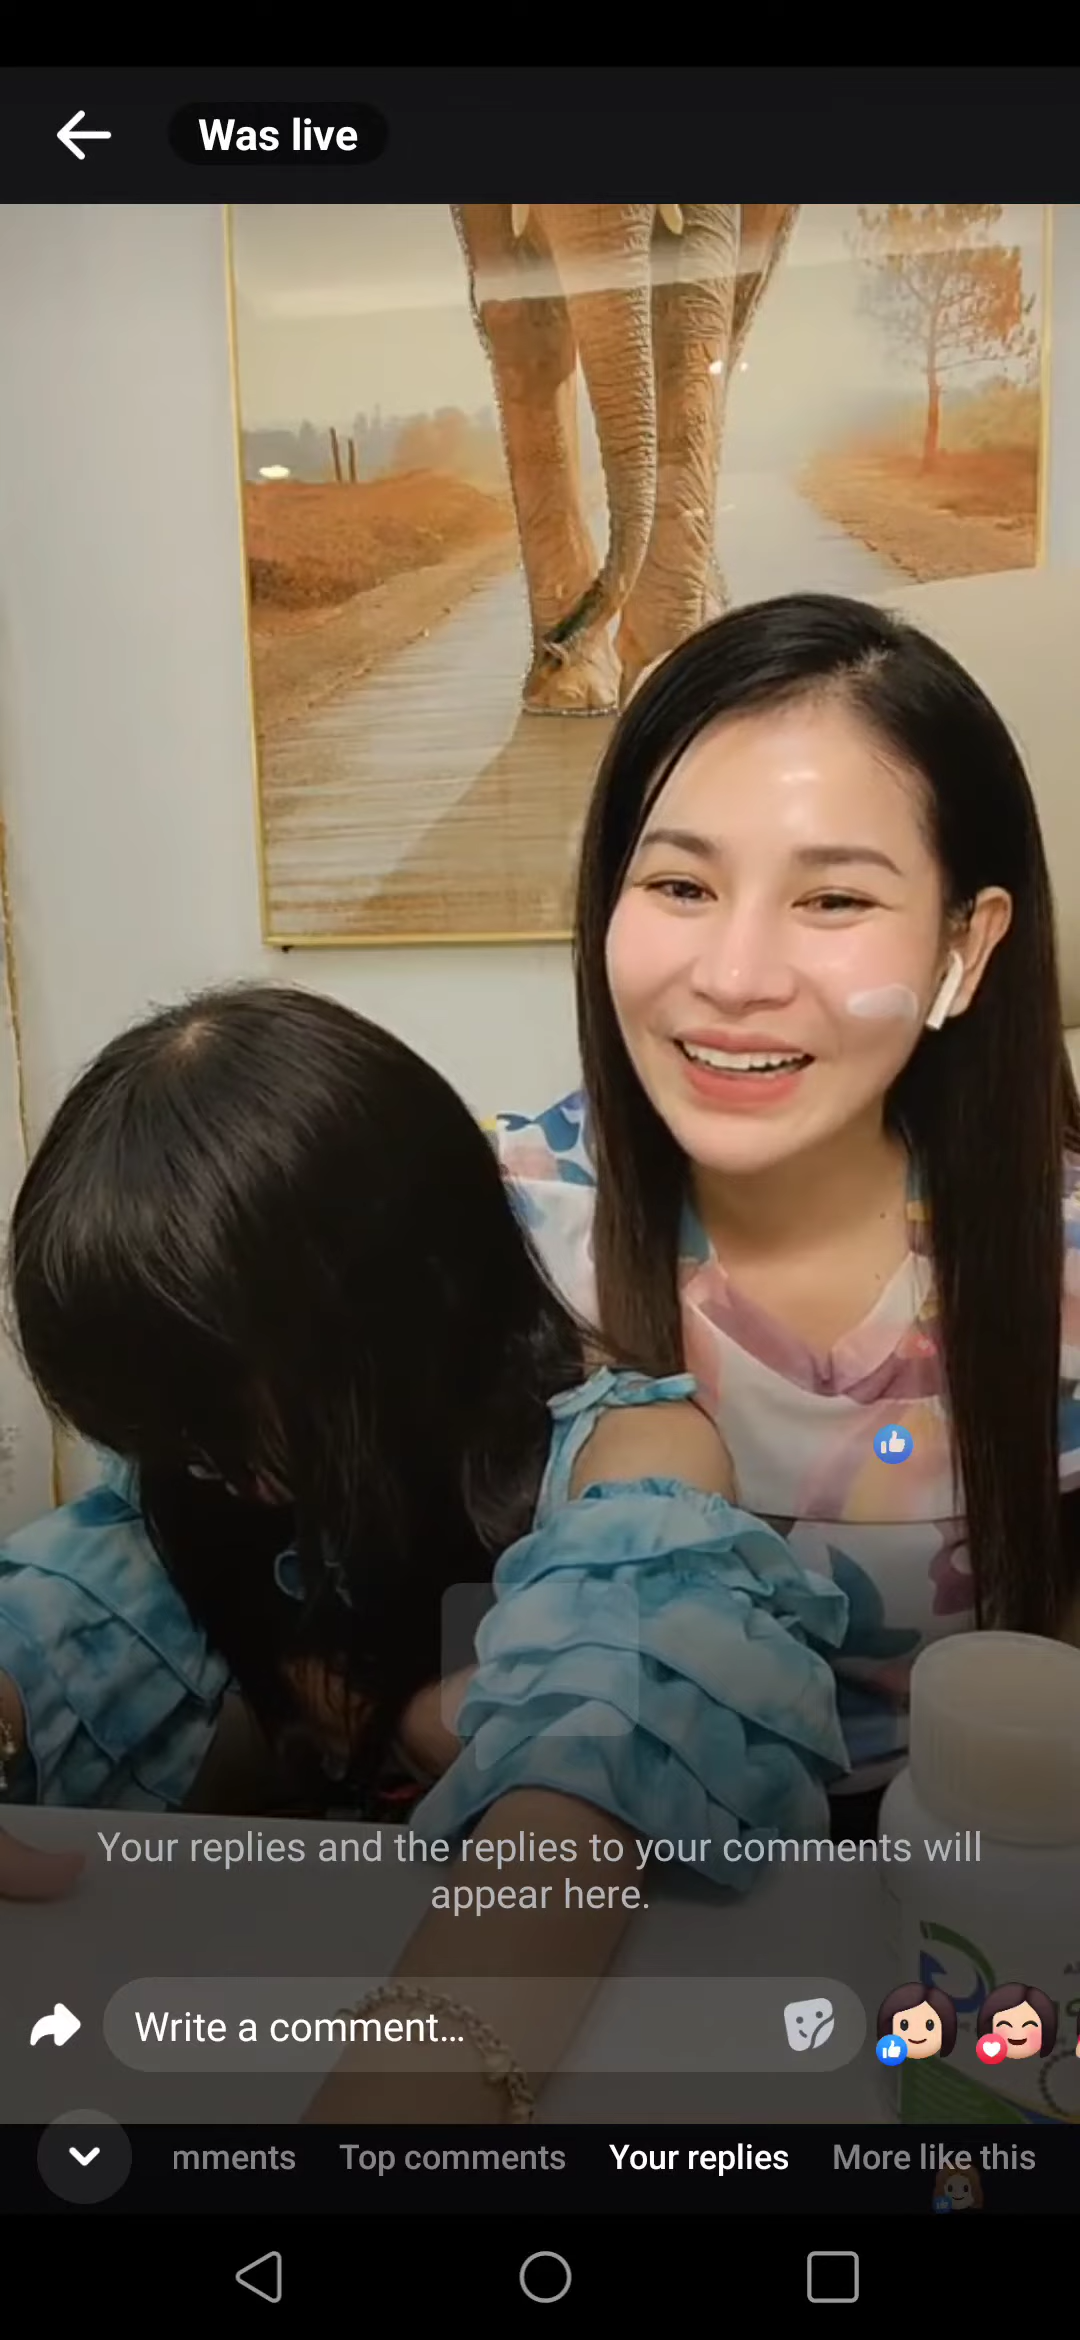 Was live
Your replies and the replies to your comments will
appear here.
Write a comment...
mments
Top comments
Your replies
More like this